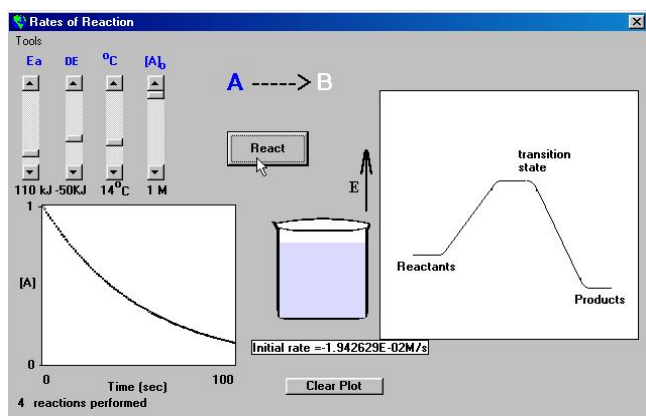 Rates of Reaction
Tools
Ea DE °C [A]₀
A ----> B
React
110 kJ -50KJ 14°C 1 M
E
transition
state
Reactants
Products
1
[A]
0
0 Time (sec) 100
Initial rate =-1.942629E-02M/s
Clear Plot
4 reactions performed